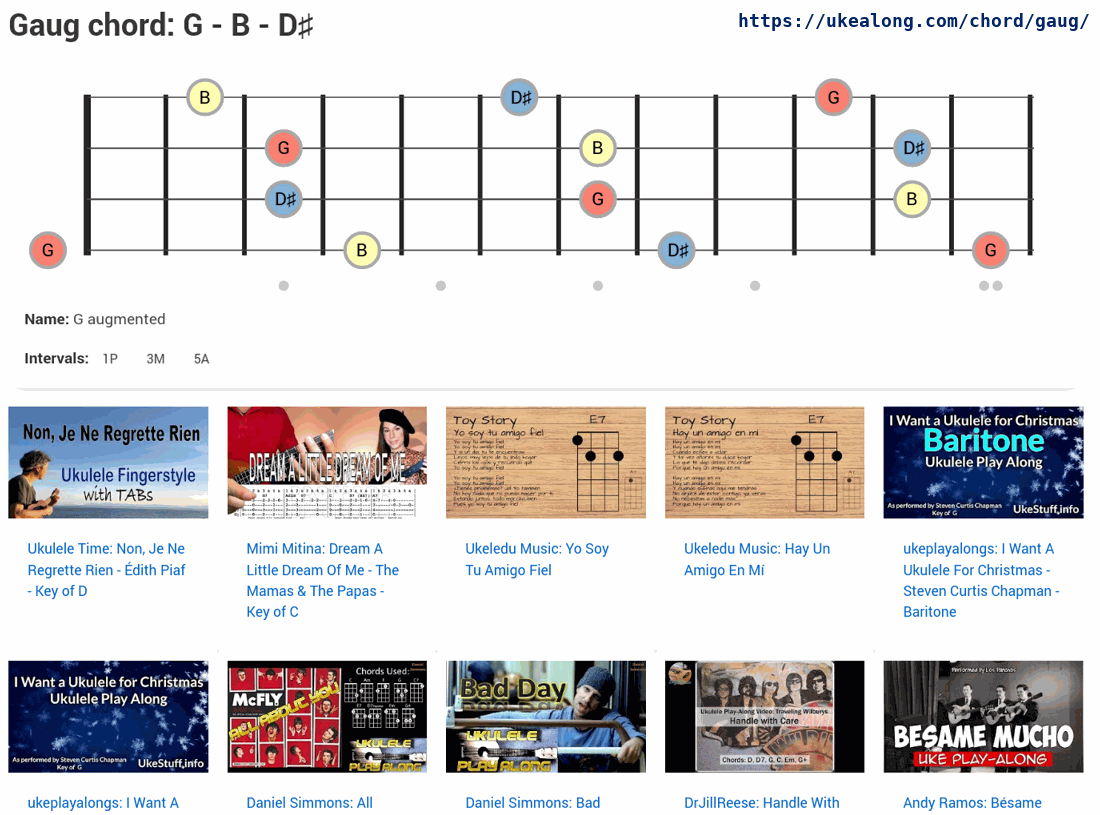 Gaug chord: G - B - D♯
https://ukealong.com/chord/gaug/
B D♯ G
G B D♯
D♯ G B
G B D♯ G
Name: G augmented
Intervals: 1P 3M 5A
Non, Je Ne Regrette Rien
Ukulele Fingerstyle
with TABs
DREAM A LITTLE DREAM OF ME
Toy Story
E7
Yo soy tu amigo fiel
Toy Story
E7
Hay un amigo en mi
I Want a Ukulele for Christmas
Baritone
Ukulele Play Along
As performed by Steven Curtis Chapman
Key of G
UkeStuff.info
Ukulele Time: Non, Je Ne
Regrette Rien - Édith Piaf
- Key of D
Mimi Mitina: Dream A
Little Dream Of Me - The
Mamas & The Papas -
Key of C
Ukeledu Music: Yo Soy
Tu Amigo Fiel
Ukeledu Music: Hay Un
Amigo En Mí
ukeplayalongs: I Want A
Ukulele For Christmas -
Steven Curtis Chapman -
Baritone
I Want a Ukulele for Christmas
Ukulele Play Along
As performed by Steven Curtis Chapman
Key of G
UkeStuff.info
McFLY
ALL ABOUT YOU
Chords Used:
UKULELE
PLAY ALONG
Bad Day
UKULELE
PLAY ALONG
Ukulele Play-Along Video: Traveling Wilburys
Handle with Care
Chords: D, D7, G, C, Em, G+
Performed by Los Panchos
BESAME MUCHO
UKE PLAY-ALONG
ukeplayalongs: I Want A
Daniel Simmons: All
Daniel Simmons: Bad
DrJillReese: Handle With
Andy Ramos: Bésame